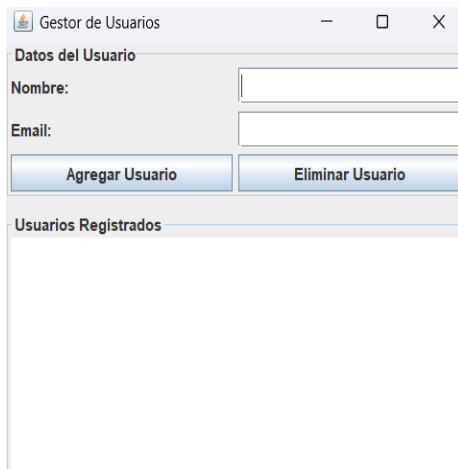 Gestor de Usuarios
Datos del Usuario
Nombre:
Email:
Agregar Usuario Eliminar Usuario
Usuarios Registrados